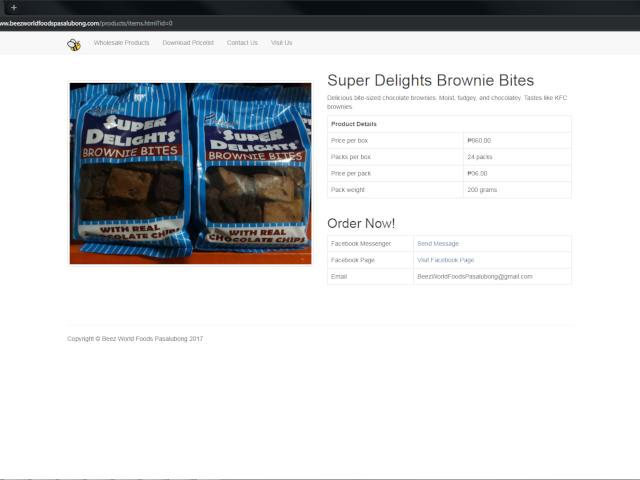 www.beezworldfoodspasalubong.com/products/items.html?id=0
Wholesale Products Download Pricelist Contact Us Visit Us
Super Delights Brownie Bites
Delicious bite-sized chocolate brownies. Moist, fudgey, and chocolatey. Tastes like KFC
brownies.
Product Details
Price per box ₱960.00
Packs per box 24 packs
Price per pack ₱36.00
Pack weight 200 grams
SUPER
DELIGHTS
BROWNIE BITES
WITH REAL
CHOCOLATE CHIPS
SUPER
DELIGHTS
BROWNIE BITES
WITH REAL
CHOCOLATE CHIPS
Order Now!
Facebook Messenger Send Message
Facebook Page Visit Facebook Page
Email BeezWorldFoodsPasalubong@gmail.com
Copyright © Beez World Foods Pasalubong 2017